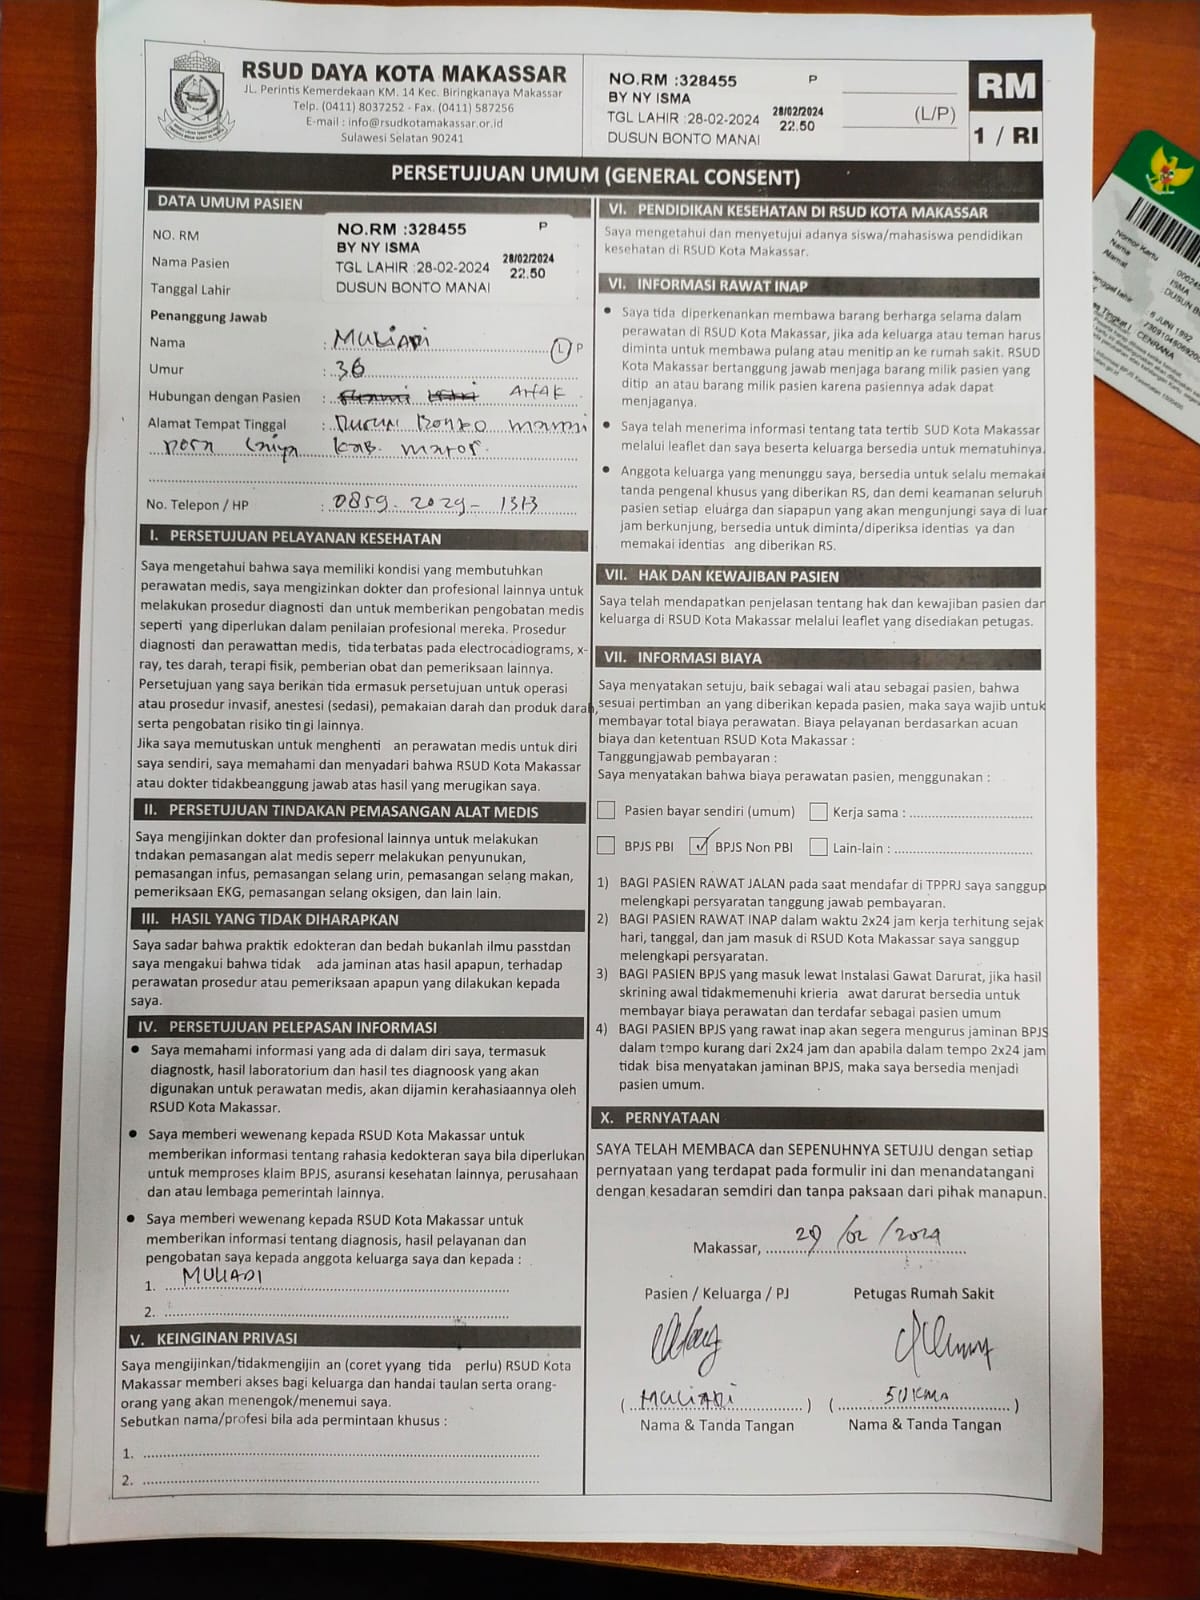 RSUD DAYA KOTA MAKASSAR
JL. Perintis Kemerdekaan KM. 14 Kec. Biringkanaya Makassar
Telp. (0411) 8037252 - Fax. (0411) 587256
E-mail : info@rsudkotamakassar.or.id
Sulawesi Selatan 90241
NO.RM :328455 P
BY NY ISMA
TGL LAHIR :28-02-2024 28/02/2024 22.50
DUSUN BONTO MANAI
(L/P)
RM
1 / RI
PERSETUJUAN UMUM (GENERAL CONSENT)
DATA UMUM PASIEN
NO. RM
Nama Pasien
Tanggal Lahir
NO.RM :328455 P
BY NY ISMA
TGL LAHIR :28-02-2024 28/02/2024 22.50
DUSUN BONTO MANAI
Penanggung Jawab
Nama : MULIADI L P
Umur : 36
Hubungan dengan Pasien : ANAK
Alamat Tempat Tinggal : Dusun Bonto manai
kab. maros.
No. Telepon / HP : 0859. 2029- 1313
I. PERSETUJUAN PELAYANAN KESEHATAN
Saya mengetahui bahwa saya memiliki kondisi yang membutuhkan
perawatan medis, saya mengizinkan dokter dan profesional lainnya untuk
melakukan prosedur diagnosti dan untuk memberikan pengobatan medis
seperti yang diperlukan dalam penilaian profesional mereka. Prosedur
diagnosti dan perawattan medis, tida terbatas pada electrocadiograms, x-
ray, tes darah, terapi fisik, pemberian obat dan pemeriksaan lainnya.
Persetujuan yang saya berikan tida ermasuk persetujuan untuk operasi
atau prosedur invasif, anestesi (sedasi), pemakaian darah dan produk darah,
serta pengobatan risiko tin gi lainnya.
Jika saya memutuskan untuk menghenti an perawatan medis untuk diri
saya sendiri, saya memahami dan menyadari bahwa RSUD Kota Makassar
atau dokter tidakbeanggung jawab atas hasil yang merugikan saya.
II. PERSETUJUAN TINDAKAN PEMASANGAN ALAT MEDIS
Saya mengijinkan dokter dan profesional lainnya untuk melakukan
tndakan pemasangan alat medis seperr melakukan penyunukan,
pemasangan infus, pemasangan selang urin, pemasangan selang makan,
pemeriksaan EKG, pemasangan selang oksigen, dan lain lain.
III. HASIL YANG TIDAK DIHARAPKAN
Saya sadar bahwa praktik edokteran dan bedah bukanlah ilmu passtdan
saya mengakui bahwa tidak ada jaminan atas hasil apapun, terhadap
perawatan prosedur atau pemeriksaan apapun yang dilakukan kepada
saya.
IV. PERSETUJUAN PELEPASAN INFORMASI
• Saya memahami informasi yang ada di dalam diri saya, termasuk
diagnostk, hasil laboratorium dan hasil tes diagnoosk yang akan
digunakan untuk perawatan medis, akan dijamin kerahasiaannya oleh
RSUD Kota Makassar.
• Saya memberi wewenang kepada RSUD Kota Makassar untuk
memberikan informasi tentang rahasia kedokteran saya bila diperlukan
untuk memproses klaim BPJS, asuransi kesehatan lainnya, perusahaan
dan atau lembaga pemerintah lainnya.
• Saya memberi wewenang kepada RSUD Kota Makassar untuk
memberikan informasi tentang diagnosis, hasil pelayanan dan
pengobatan saya kepada anggota keluarga saya dan kepada :
1. MULIADI
2.
V. KEINGINAN PRIVASI
Saya mengijinkan/tidakmengijin an (coret yyang tida perlu) RSUD Kota
Makassar memberi akses bagi keluarga dan handai taulan serta orang-
orang yang akan menengok/menemui saya.
Sebutkan nama/profesi bila ada permintaan khusus :
1.
2.
VI. PENDIDIKAN KESEHATAN DI RSUD KOTA MAKASSAR
Saya mengetahui dan menyetujui adanya siswa/mahasiswa pendidikan
kesehatan di RSUD Kota Makassar.
VI. INFORMASI RAWAT INAP
• Saya tida diperkenankan membawa barang berharga selama dalam
perawatan di RSUD Kota Makassar, jika ada keluarga atau teman harus
diminta untuk membawa pulang atau menitip an ke rumah sakit. RSUD
Kota Makassar bertanggung jawab menjaga barang milik pasien yang
ditip an atau barang milik pasien karena pasiennya adak dapat
menjaganya.
• Saya telah menerima informasi tentang tata tertib SUD Kota Makassar
melalui leaflet dan saya beserta keluarga bersedia untuk mematuhinya.
• Anggota keluarga yang menunggu saya, bersedia untuk selalu memakai
tanda pengenal khusus yang diberikan RS, dan demi keamanan seluruh
pasien setiap eluarga dan siapapun yang akan mengunjungi saya di luar
jam berkunjung, bersedia untuk diminta/diperiksa identias ya dan
memakai identias ang diberikan RS.
VII. HAK DAN KEWAJIBAN PASIEN
Saya telah mendapatkan penjelasan tentang hak dan kewajiban pasien dan
keluarga di RSUD Kota Makassar melalui leaflet yang disediakan petugas.
VII. INFORMASI BIAYA
Saya menyatakan setuju, baik sebagai wali atau sebagai pasien, bahwa
sesuai pertimban an yang diberikan kepada pasien, maka saya wajib untuk
membayar total biaya perawatan. Biaya pelayanan berdasarkan acuan
biaya dan ketentuan RSUD Kota Makassar :
Tanggungjawab pembayaran :
Saya menyatakan bahwa biaya perawatan pasien, menggunakan :
Pasien bayar sendiri (umum) Kerja sama :
BPJS PBI ✓ BPJS Non PBI Lain-lain :
1) BAGI PASIEN RAWAT JALAN pada saat mendafar di TPPRJ saya sanggup
melengkapi persyaratan tanggung jawab pembayaran.
2) BAGI PASIEN RAWAT INAP dalam waktu 2x24 jam kerja terhitung sejak
hari, tanggal, dan jam masuk di RSUD Kota Makassar saya sanggup
melengkapi persyaratan.
3) BAGI PASIEN BPJS yang masuk lewat Instalasi Gawat Darurat, jika hasil
skrining awal tidakmemenuhi krieria awat darurat bersedia untuk
membayar biaya perawatan dan terdafar sebagai pasien umum
4) BAGI PASIEN BPJS yang rawat inap akan segera mengurus jaminan BPJS
dalam tempo kurang dari 2x24 jam dan apabila dalam tempo 2x24 jam
tidak bisa menyatakan jaminan BPJS, maka saya bersedia menjadi
pasien umum.
X. PERNYATAAN
SAYA TELAH MEMBACA dan SEPENUHNYA SETUJU dengan setiap
pernyataan yang terdapat pada formulir ini dan menandatangani
dengan kesadaran semdiri dan tanpa paksaan dari pihak manapun.
Makassar, 29 /02 /2024
Pasien / Keluarga / PJ Petugas Rumah Sakit
( MULIADI ) ( SUKMA )
Nama & Tanda Tangan Nama & Tanda Tangan
Nomor Kartu
Nama
Alamat
ISMA
6 JUNI 1992
CENRANA